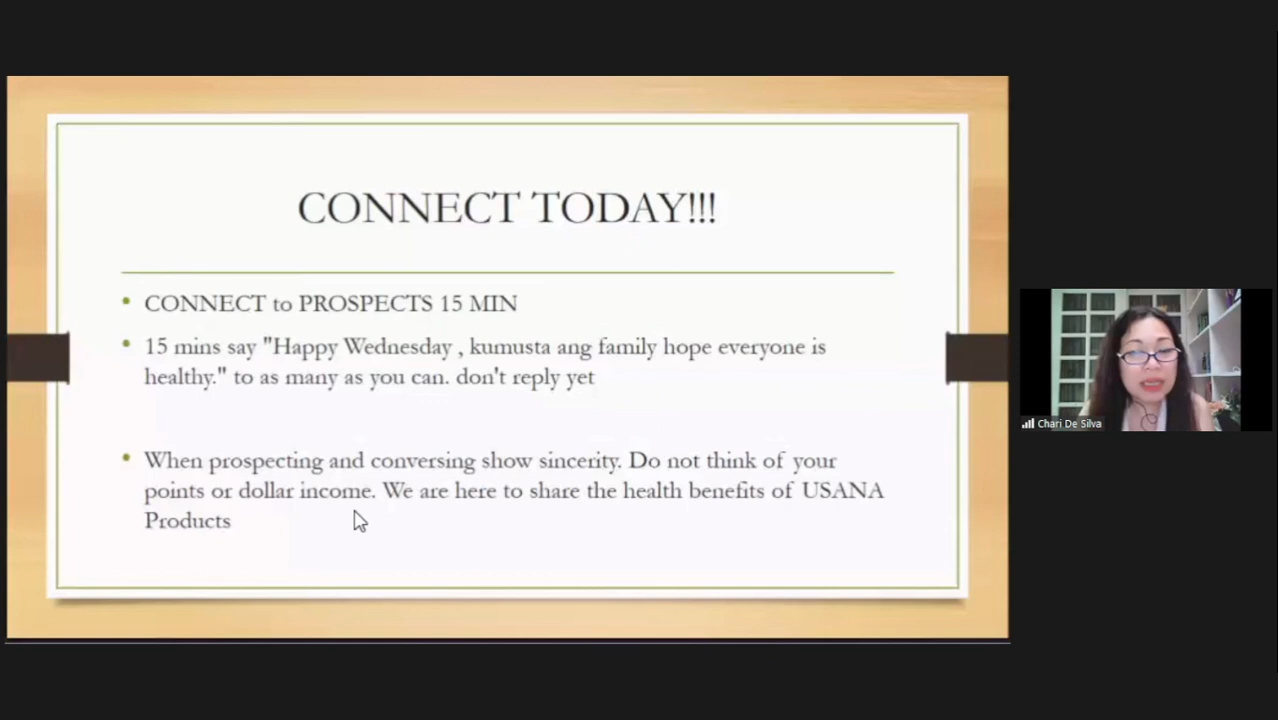 CONNECT TODAY!!!
CONNECT to PROSPECTS 15 MIN
15 mins say "Happy Wednesday , kumusta ang family hope everyone is
healthy." to as many as you can. don't reply yet
When prospecting and conversing show sincerity. Do not think of your
points or dollar income. We are here to share the health benefits of USANA
Products
Chari De Silva